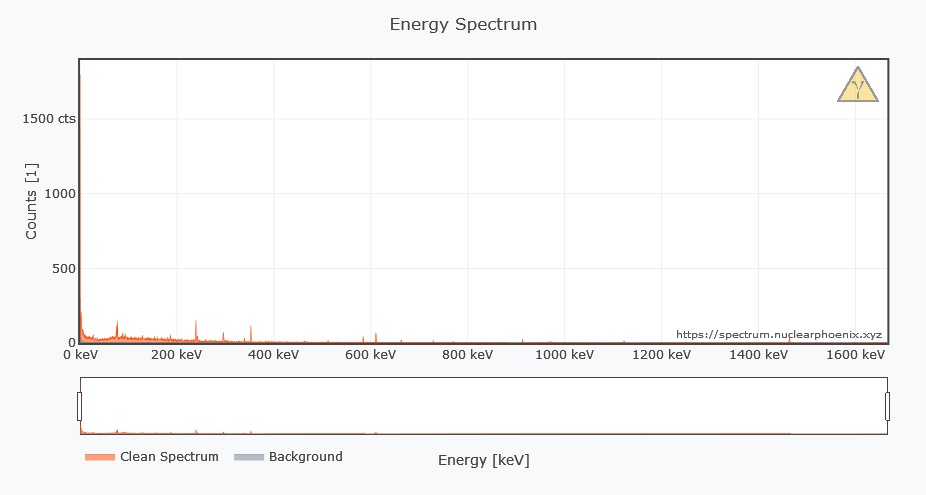 Energy Spectrum
γ
1500 cts
1000
500
0
Counts [1]
https://spectrum.nuclearphoenix.xyz
0 keV 200 keV 400 keV 600 keV 800 keV 1000 keV 1200 keV 1400 keV 1600 keV
Clean Spectrum Background
Energy [keV]